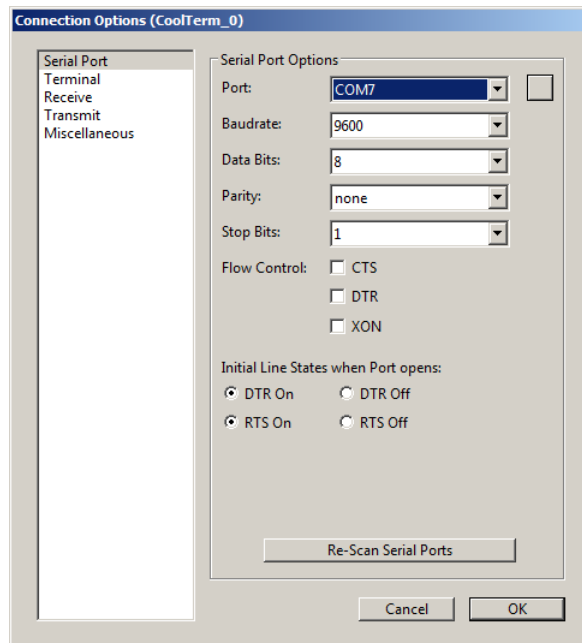 Connection Options (CoolTerm_0)
Serial Port
Terminal
Receive
Transmit
Miscellaneous
Serial Port Options
Port: COM7
Baudrate: 9600
Data Bits: 8
Parity: none
Stop Bits: 1
Flow Control: CTS
DTR
XON
Initial Line States when Port opens:
DTR On DTR Off
RTS On RTS Off
Re-Scan Serial Ports
Cancel OK